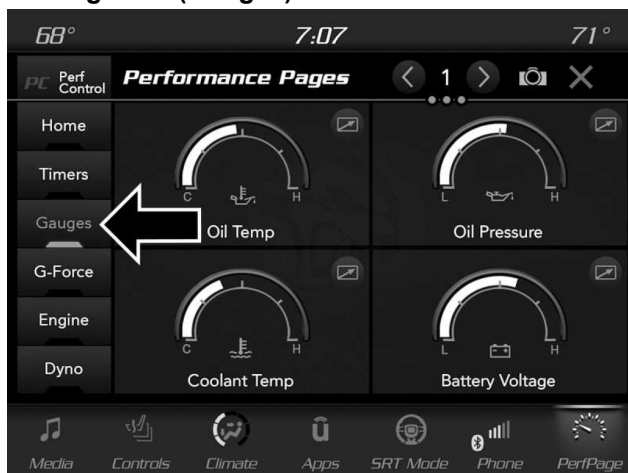 68° 7:07 71°
PC Perf Control Performance Pages < 1 >
Home
Timers
Gauges
G-Force
Engine
Dyno
C H
Oil Temp
L H
Oil Pressure
C H
Coolant Temp
L H
Battery Voltage
Media Controls Climate Apps SRT Mode Phone PerfPage